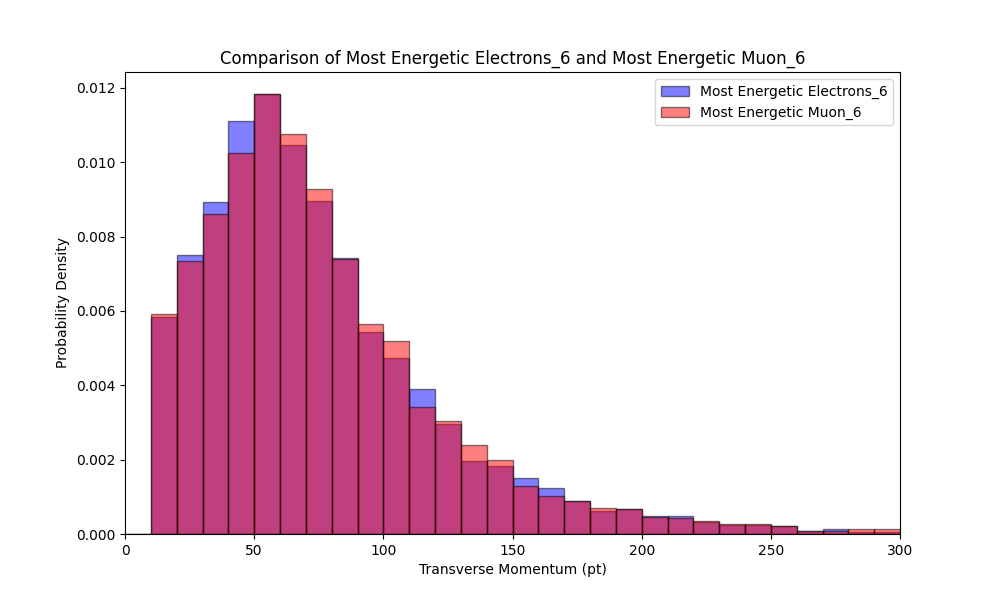 Comparison of Most Energetic Electrons_6 and Most Energetic Muon_6
Most Energetic Electrons_6
Most Energetic Muon_6
Probability Density
0.012
0.010
0.008
0.006
0.004
0.002
0.000
0
50
100
150
200
250
300
Transverse Momentum (pt)